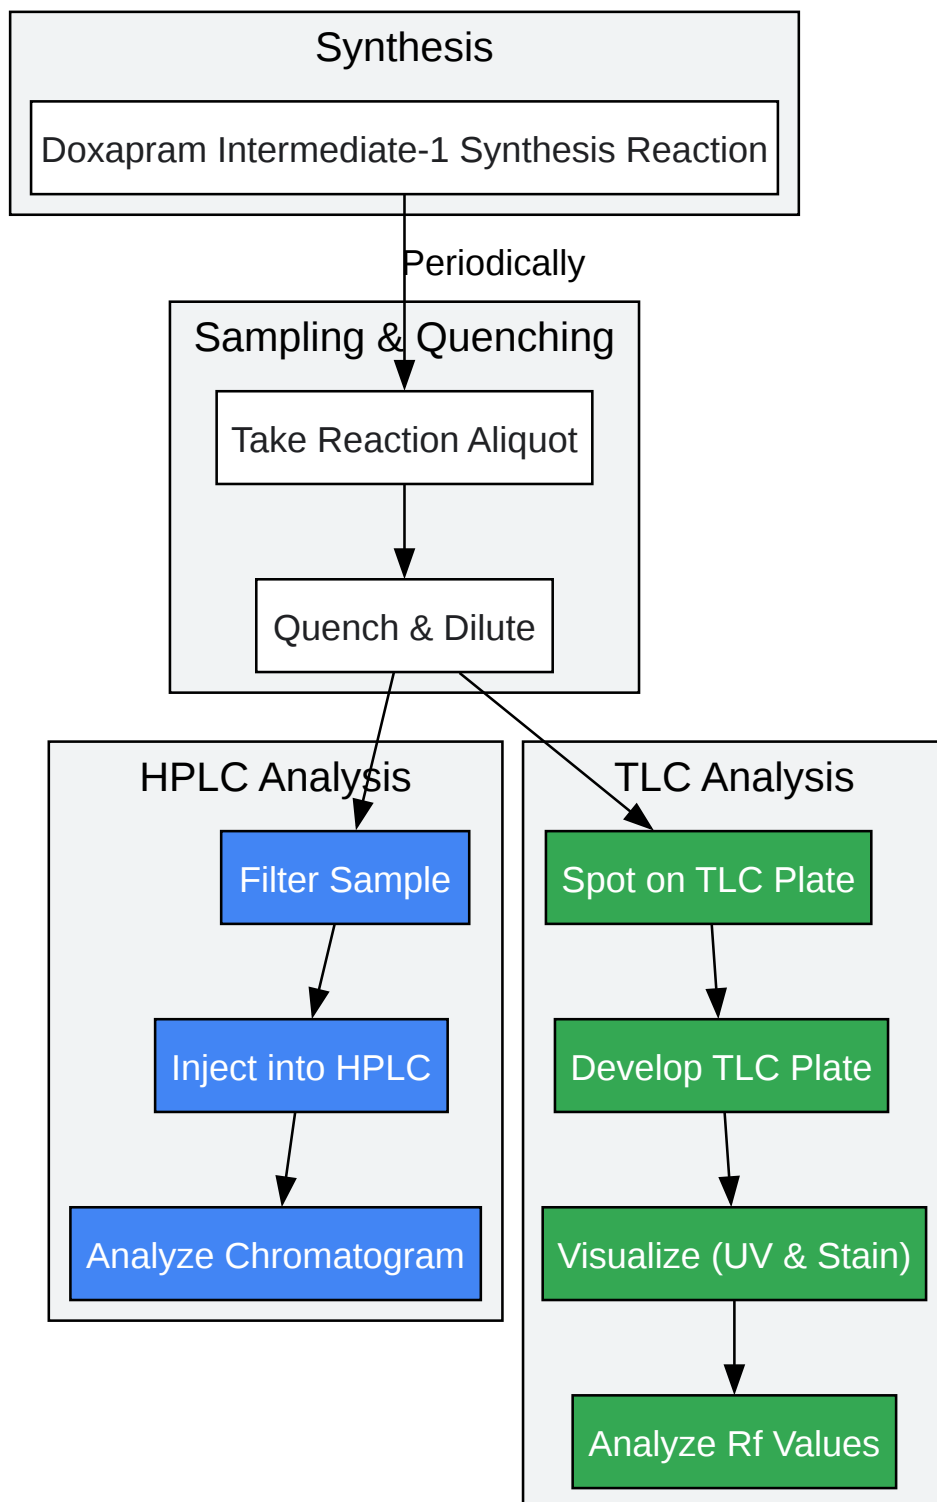 Synthesis
Doxapram Intermediate-1 Synthesis Reaction
Periodically
Sampling & Quenching
Take Reaction Aliquot
Quench & Dilute
HPLC Analysis
Filter Sample
Inject into HPLC
Analyze Chromatogram
TLC Analysis
Spot on TLC Plate
Develop TLC Plate
Visualize (UV & Stain)
Analyze Rf Values